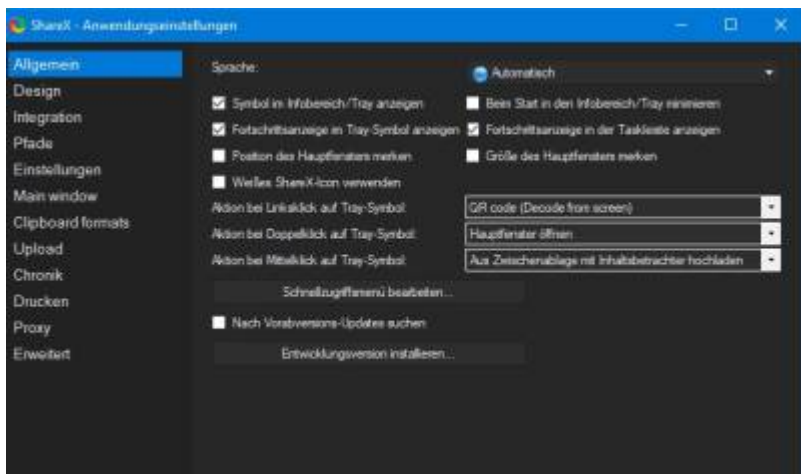 ShareX - Anwendungseinstellungen
Allgemein
Design
Integration
Pfade
Einstellungen
Main window
Clipboard formats
Upload
Chronik
Drucken
Proxy
Erweitert
Sprache:
Automatisch
Symbol im Infobereich/Tray anzeigen
Beim Start in den Infobereich/Tray minimieren
Fortschrittsanzeige im Tray-Symbol anzeigen
Fortschrittsanzeige in der Taskleiste anzeigen
Position des Hauptfensters merken
Größe des Hauptfensters merken
Weißes ShareX-Icon verwenden
Aktion bei Linksklick auf Tray-Symbol:
QR code (Decode from screen)
Aktion bei Doppelklick auf Tray-Symbol:
Hauptfenster öffnen
Aktion bei Mittelklick auf Tray-Symbol:
Aus Zwischenablage mit Inhaltsbetrachter hochladen
Schnellzugriffsmenü bearbeiten...
Nach Vorabversions-Updates suchen
Entwicklungsversion installieren...